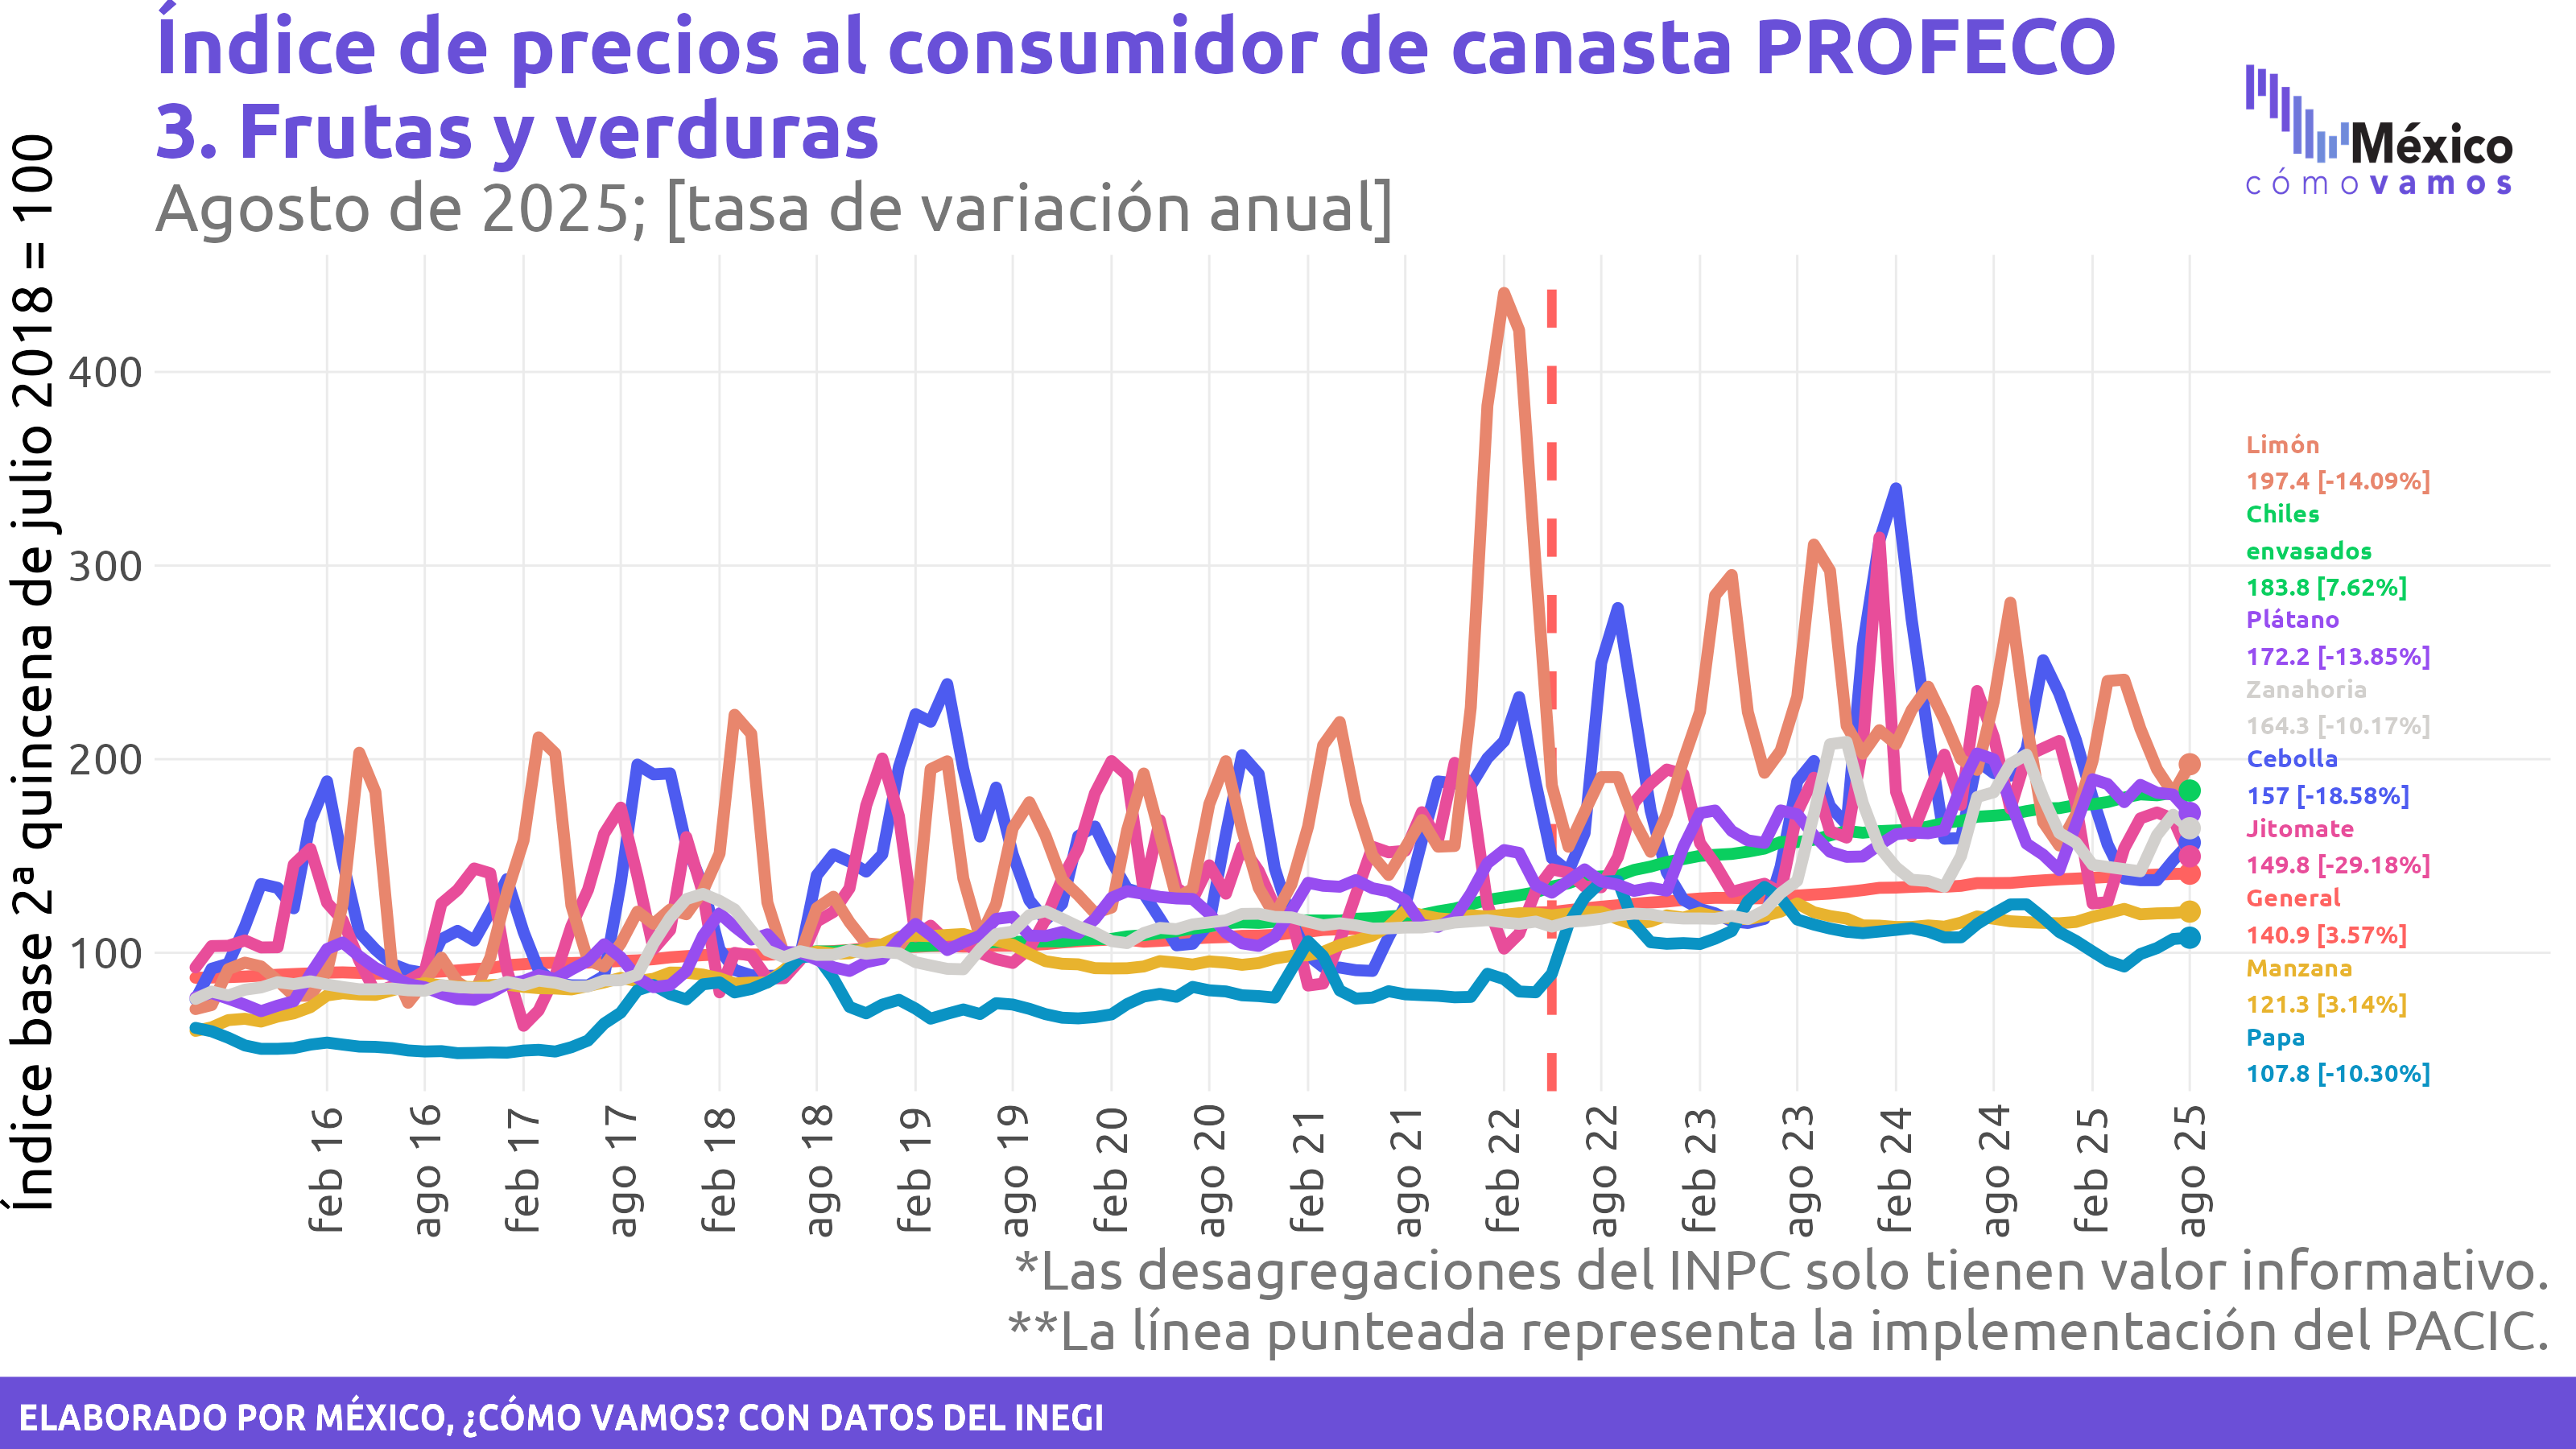 Índice de precios al consumidor de canasta PROFECO
3. Frutas y verduras
Agosto de 2025; [tasa de variación anual]
México
cómo vamos
Índice base 2ª quincena de julio 2018 = 100
400
300
200
100
Limón
197.4 [-14.09%]
Chiles
envasados
183.8 [7.62%]
Plátano
172.2 [-13.85%]
Zanahoria
164.3 [-10.17%]
Cebolla
157 [-18.58%]
Jitomate
149.8 [-29.18%]
General
140.9 [3.57%]
Manzana
121.3 [3.14%]
Papa
107.8 [-10.30%]
feb 16
ago 16
feb 17
ago 17
feb 18
ago 18
feb 19
ago 19
feb 20
ago 20
feb 21
ago 21
feb 22
ago 22
feb 23
ago 23
feb 24
ago 24
feb 25
ago 25
*Las desagregaciones del INPC solo tienen valor informativo.
**La línea punteada representa la implementación del PACIC.
ELABORADO POR MÉXICO, ¿CÓMO VAMOS? CON DATOS DEL INEGI